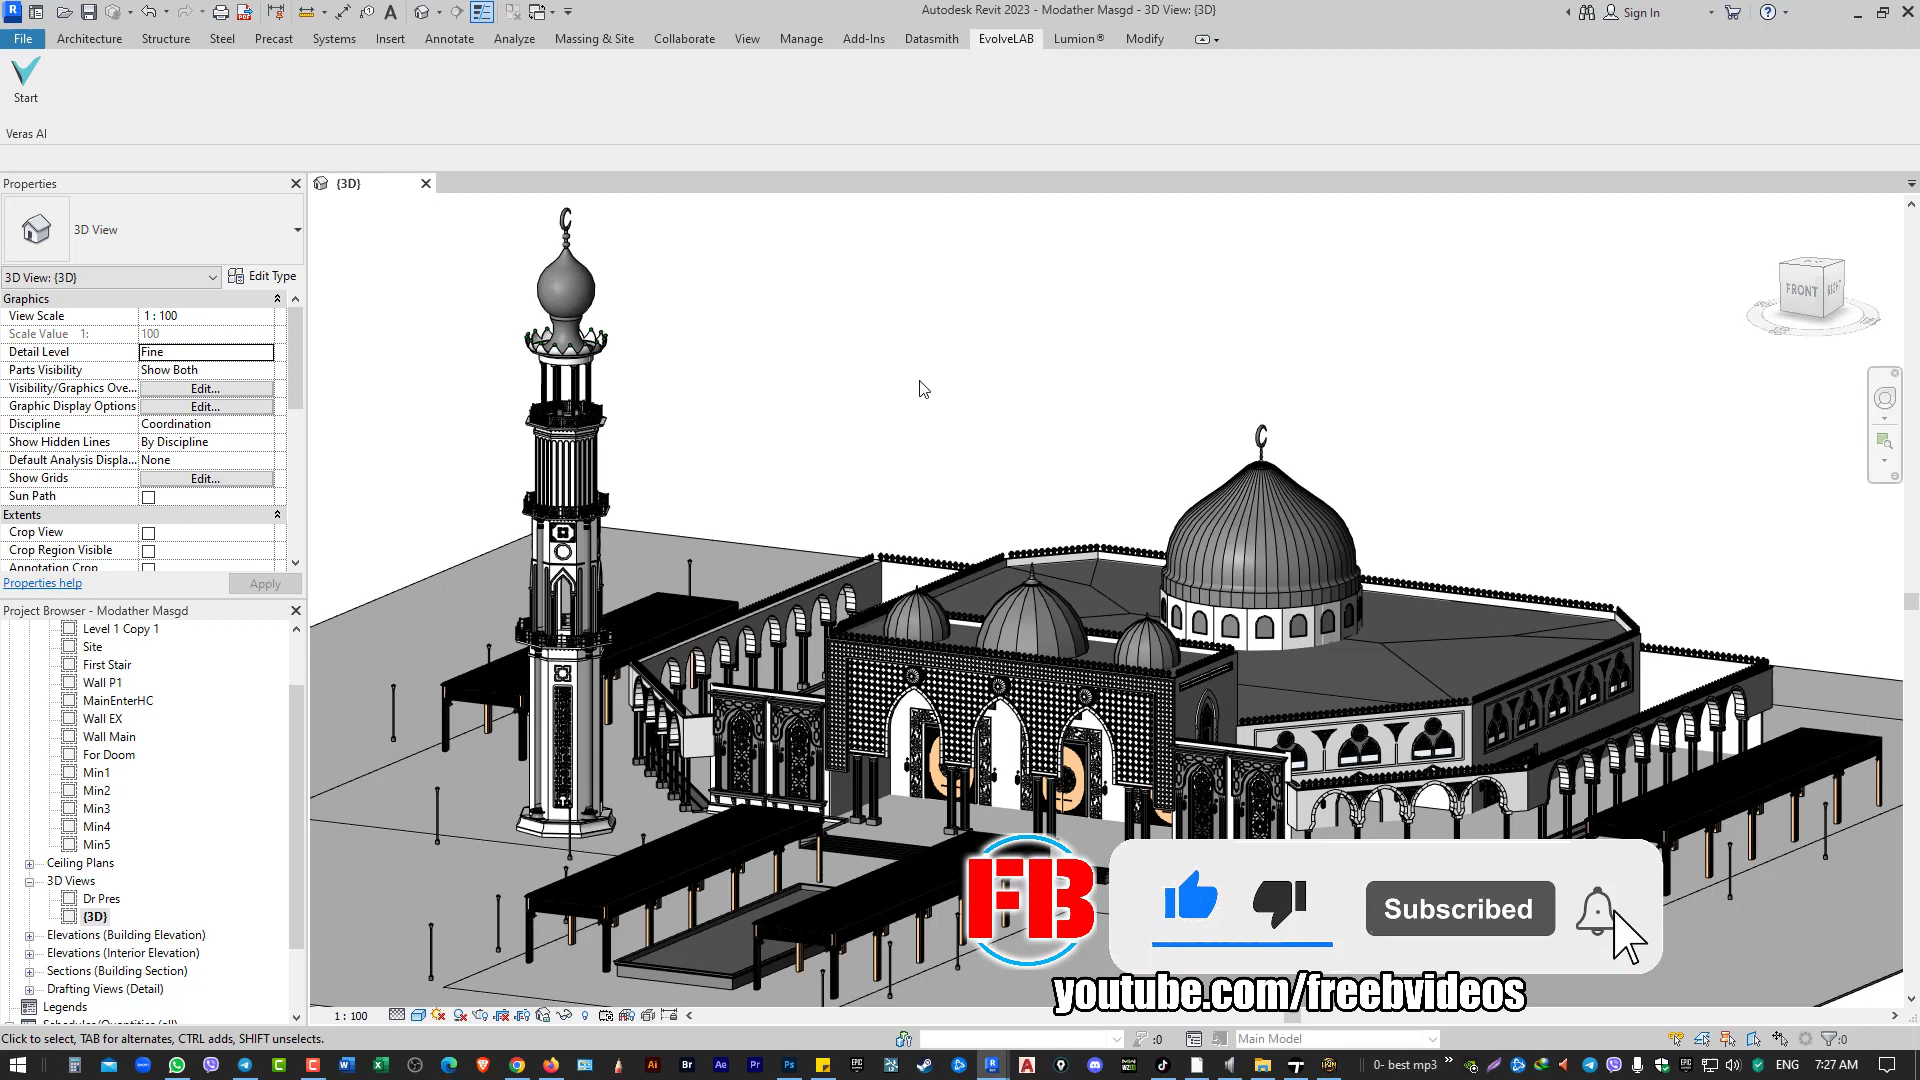 Autodesk Revit 2023 - Modather Masgd - 3D View: {3D}
Sign In
File Architecture Structure Steel Precast Systems Insert Annotate Analyze Massing & Site Collaborate View Manage Add-Ins Datasmith EvolveLAB Lumion® Modify
Start
Veras AI
Properties
{3D}
3D View
3D View: {3D}
Edit Type
Graphics
View Scale 1 : 100
Scale Value 1: 100
Detail Level Fine
Parts Visibility Show Both
Visibility/Graphics Ove... Edit...
Graphic Display Options Edit...
Discipline Coordination
Show Hidden Lines By Discipline
Default Analysis Displa... None
Show Grids Edit...
Sun Path
Extents
Crop View
Crop Region Visible
Annotation Crop
Properties help
Apply
Project Browser - Modather Masgd
Level 1 Copy 1
Site
First Stair
Wall P1
MainEnterHC
Wall EX
Wall Main
For Doom
Min1
Min2
Min3
Min4
Min5
Ceiling Plans
3D Views
Dr Pres
{3D}
Elevations (Building Elevation)
Elevations (Interior Elevation)
Sections (Building Section)
Drafting Views (Detail)
Legends
Schedules/Quantities (all)
FRONT
RIGHT
FB
Subscribed
youtube.com/freebvideos
1 : 100
Click to select, TAB for alternates, CTRL adds, SHIFT unselects.
:0
Main Model
:0
0- best mp3
ENG
7:27 AM